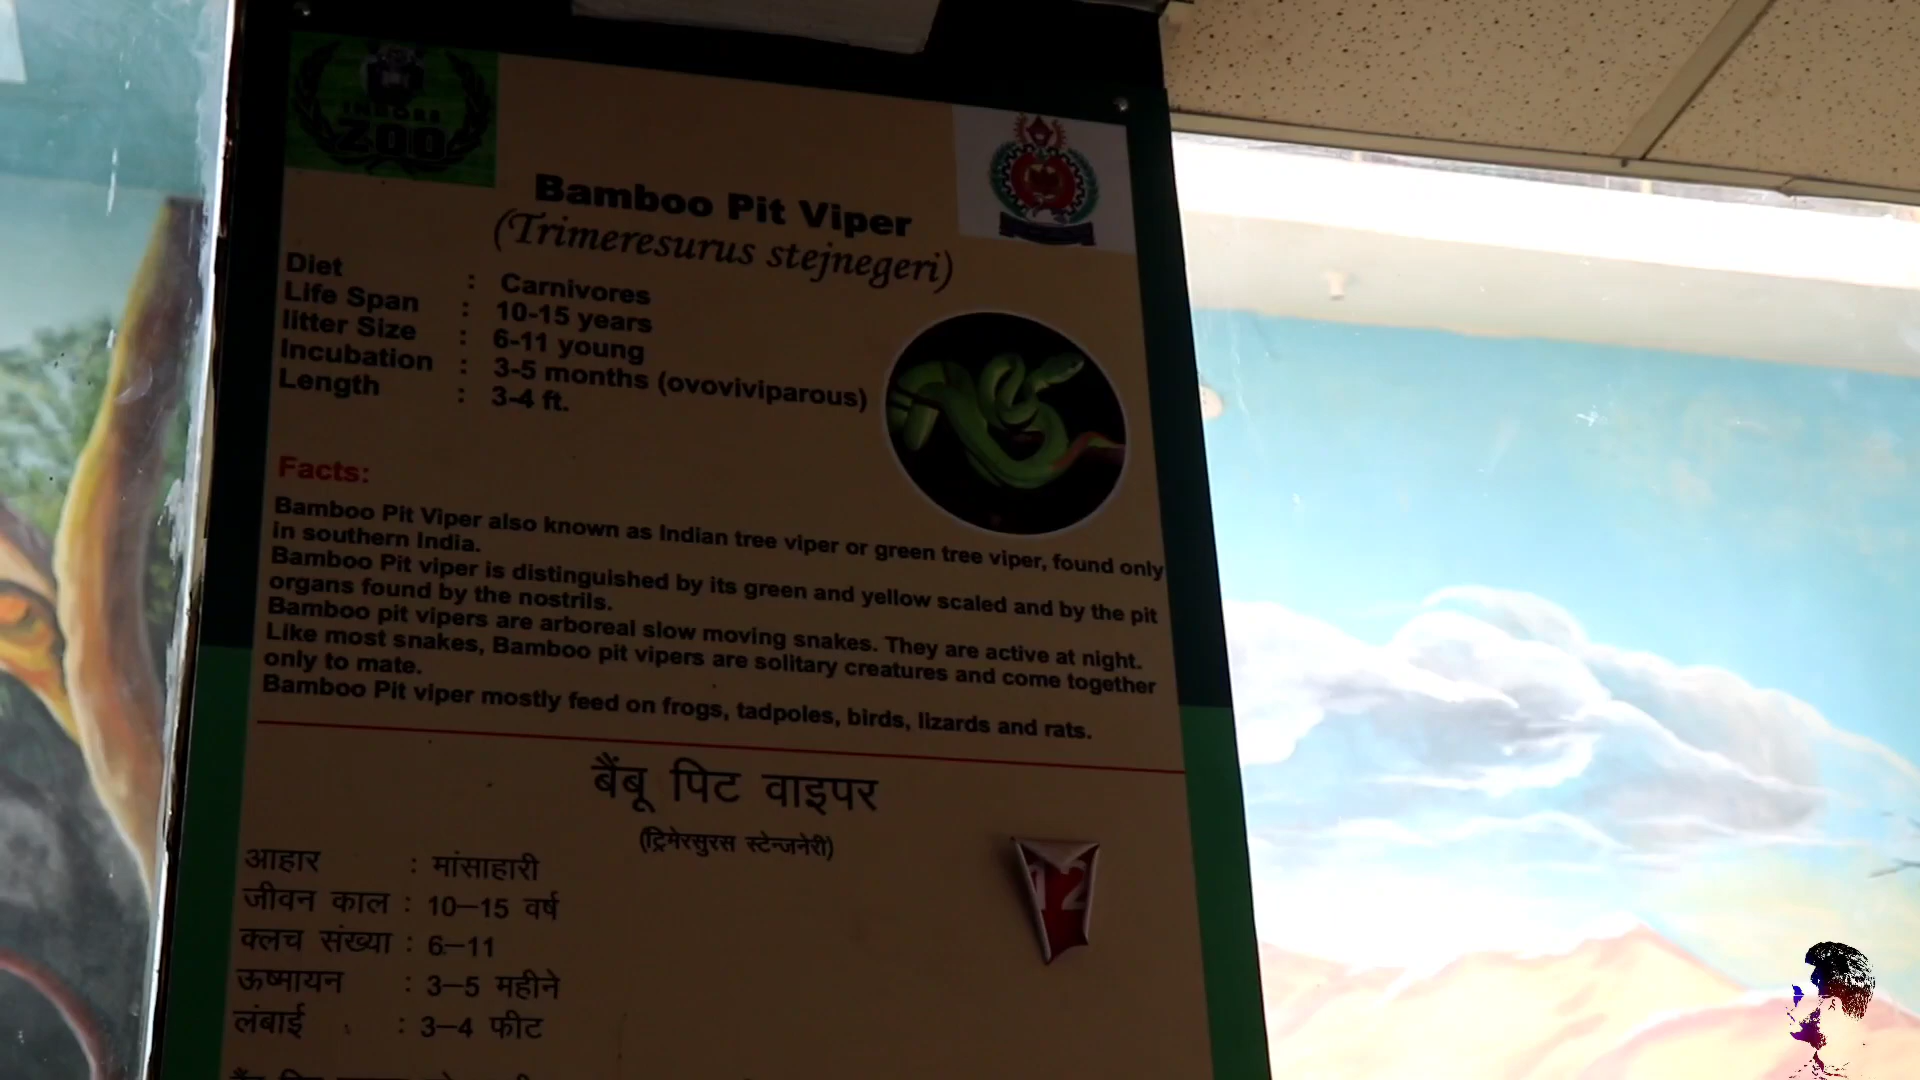 INDORE
ZOO
Bamboo Pit Viper
(Trimeresurus stejnegeri)
Diet : Carnivores
Life Span : 10-15 years
litter Size : 6-11 young
Incubation : 3-5 months (ovoviviparous)
Length : 3-4 ft.
Facts:
Bamboo Pit Viper also known as Indian tree viper or green tree viper, found only
in southern India.
Bamboo Pit viper is distinguished by its green and yellow scaled and by the pit
organs found by the nostrils.
Bamboo pit vipers are arboreal slow moving snakes. They are active at night.
Like most snakes, Bamboo pit vipers are solitary creatures and come together
only to mate.
Bamboo Pit viper mostly feed on frogs, tadpoles, birds, lizards and rats.
बैंबू पिट वाइपर
(ट्रिमेरसुरस स्टेन्जनेरी)
आहार : मांसाहारी
जीवन काल : 10–15 वर्ष
क्लच संख्या : 6–11
ऊष्मायन : 3–5 महीने
लंबाई : 3–4 फीट
12